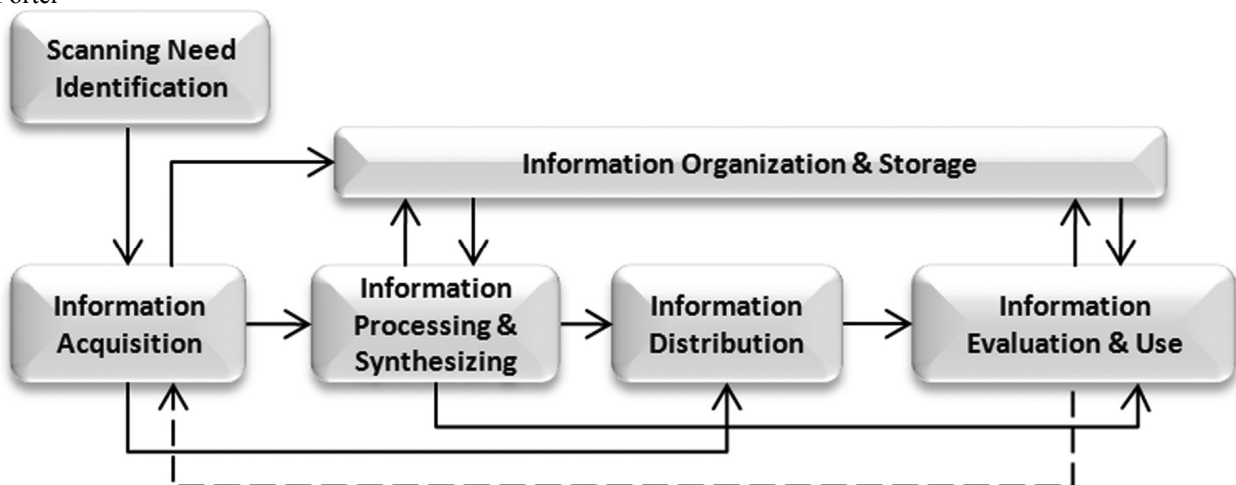 Scanning Need
Identification
Information Organization & Storage
Information
Acquisition
Information
Processing &
Synthesizing
Information
Distribution
Information
Evaluation & Use